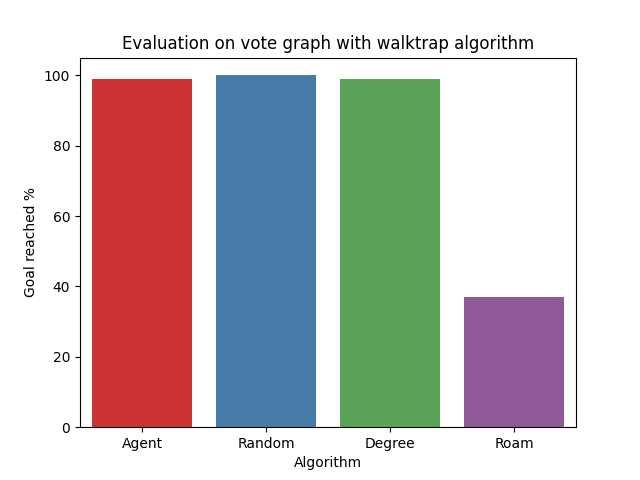 Evaluation on vote graph with walktrap algorithm
Goal reached %
100
80
60
40
20
0
Agent
Random
Degree
Roam
Algorithm